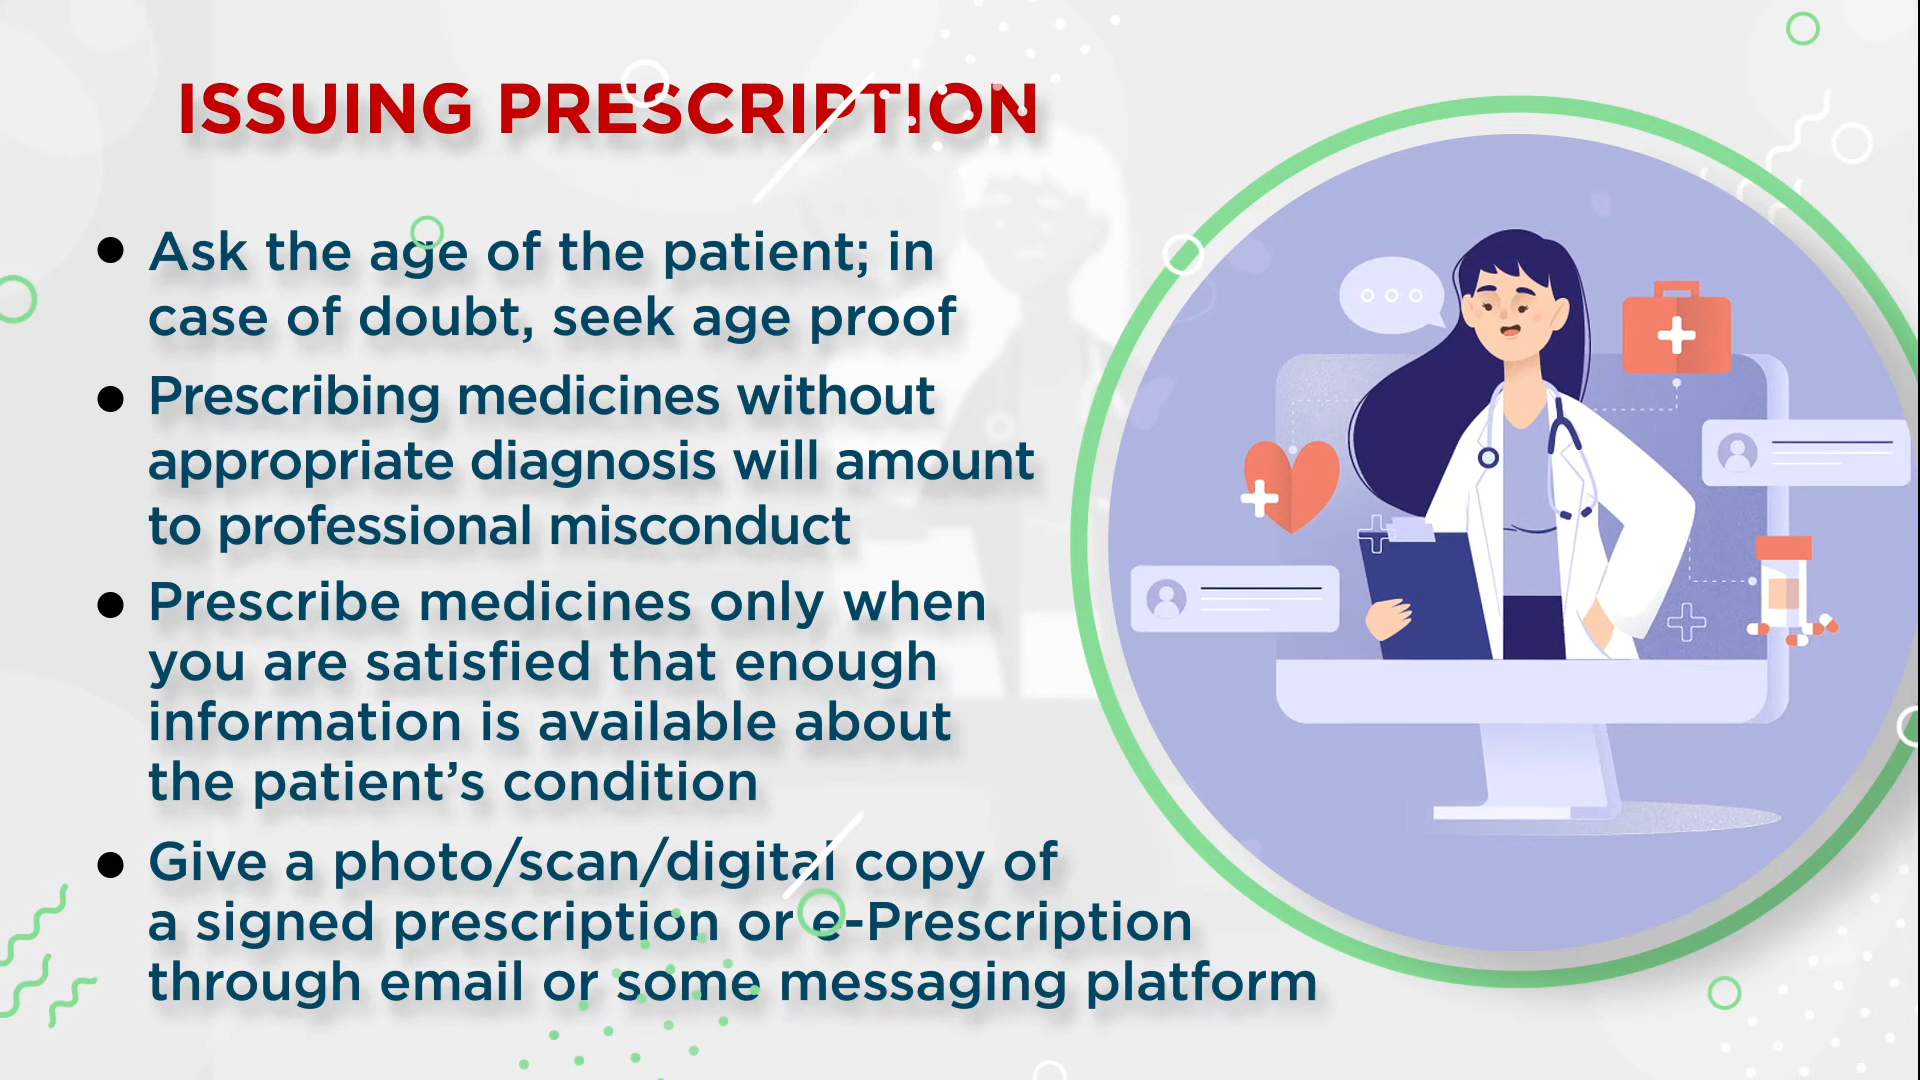 ISSUING PRESCRIPTION
● Ask the age of the patient; in
case of doubt, seek age proof
● Prescribing medicines without
appropriate diagnosis will amount
to professional misconduct
● Prescribe medicines only when
you are satisfied that enough
information is available about
the patient’s condition
● Give a photo/scan/digital copy of
a signed prescription or e-Prescription
through email or some messaging platform